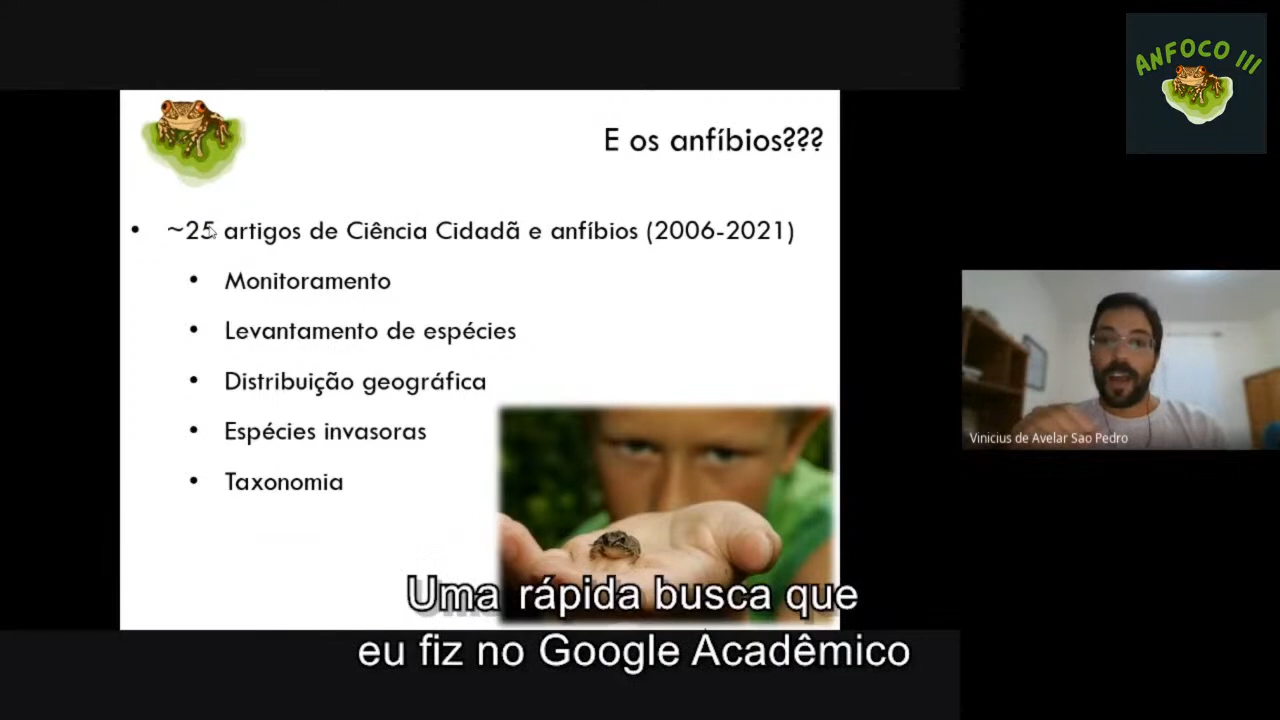 ANFOCO III
E os anfíbios???
• ~25 artigos de Ciência Cidadã e anfíbios (2006-2021)
• Monitoramento
• Levantamento de espécies
• Distribuição geográfica
• Espécies invasoras
• Taxonomia
Vinicius de Avelar Sao Pedro
Uma rápida busca que
eu fiz no Google Acadêmico